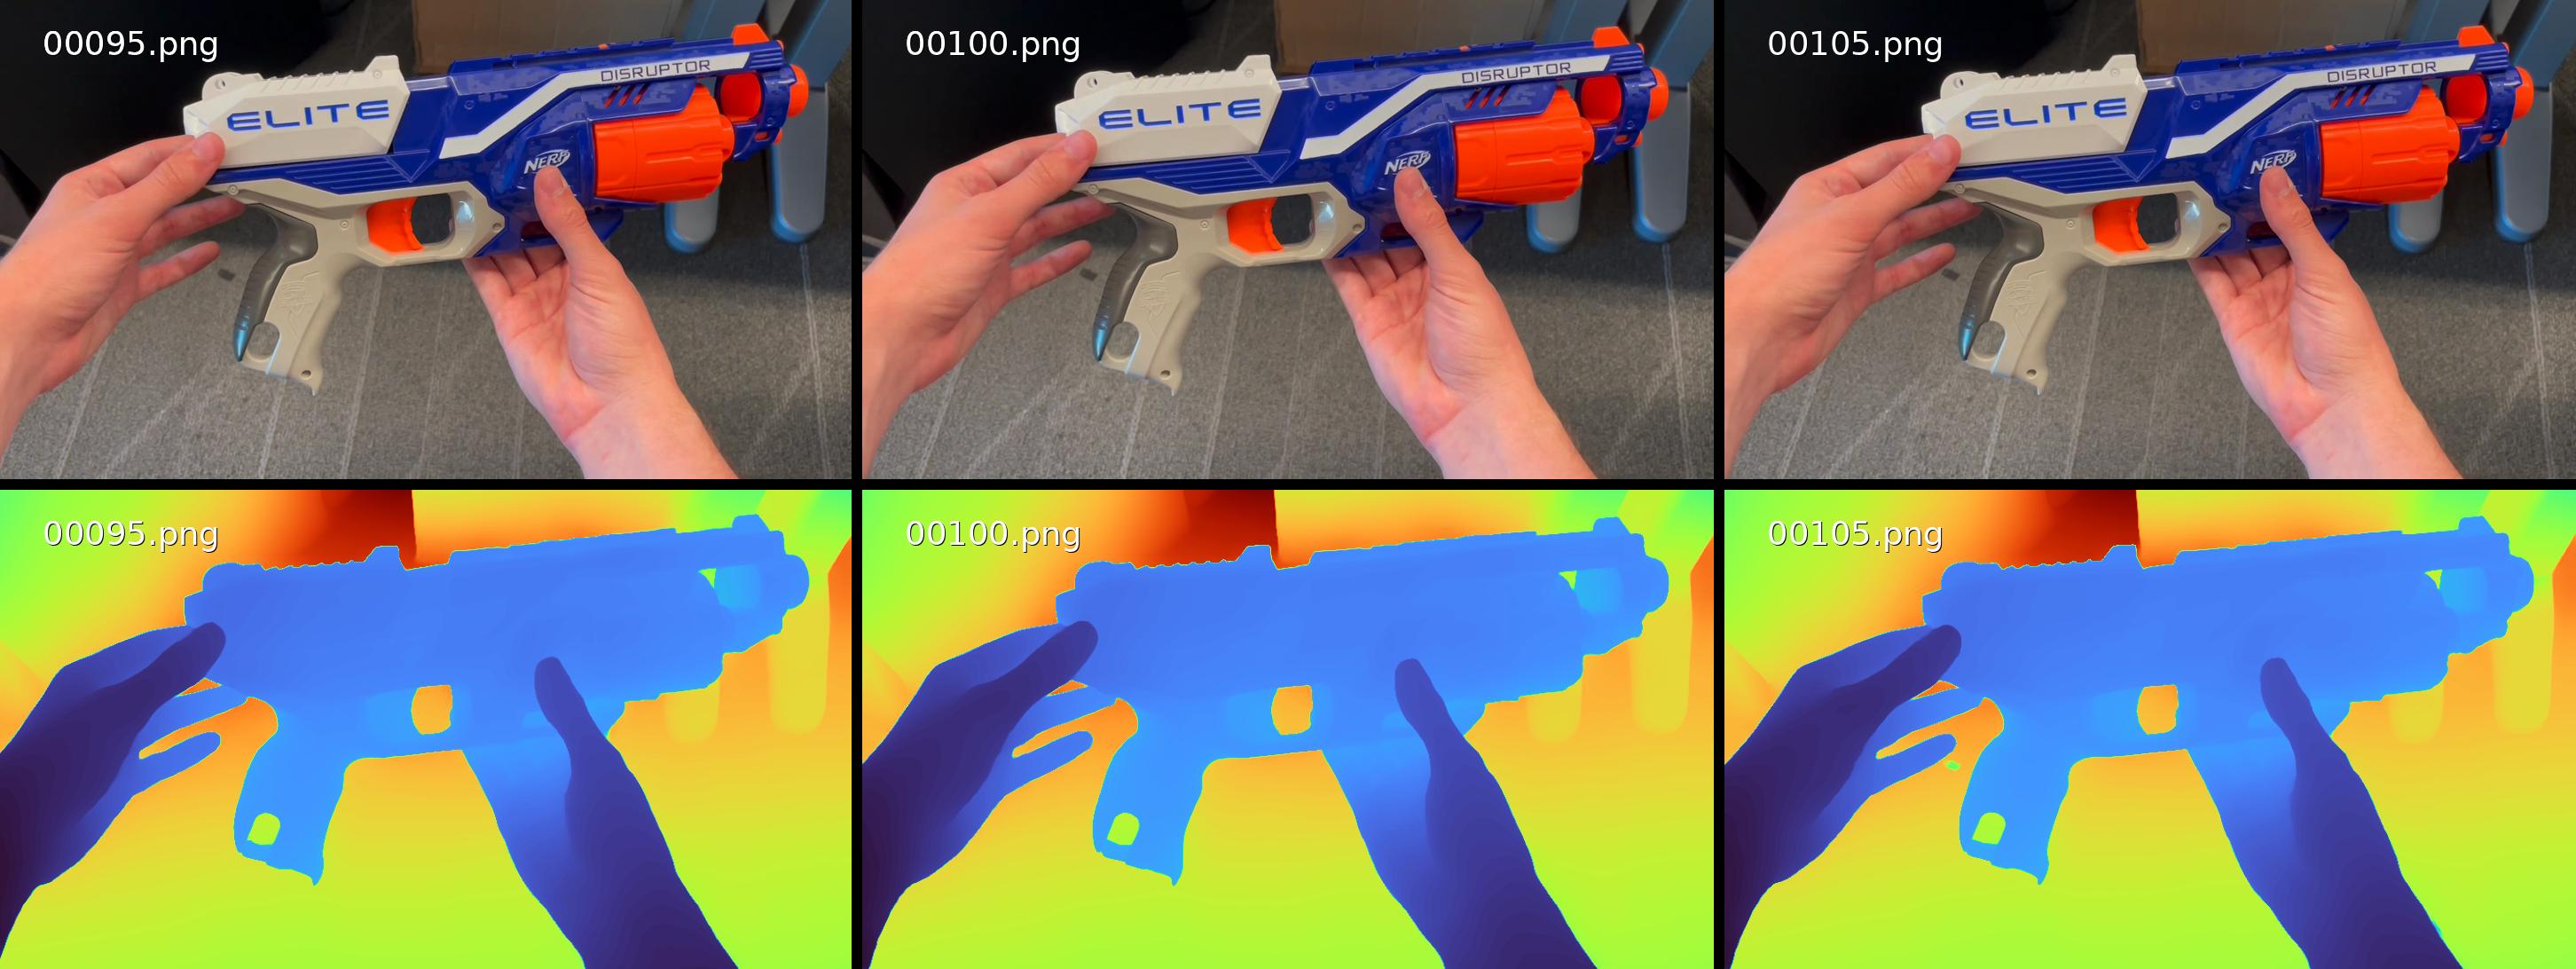 00095.png
DISRUPTOR
ELITE
NERF
00100.png
DISRUPTOR
ELITE
NERF
00105.png
DISRUPTOR
ELITE
NERF
00095.png
00100.png
00105.png